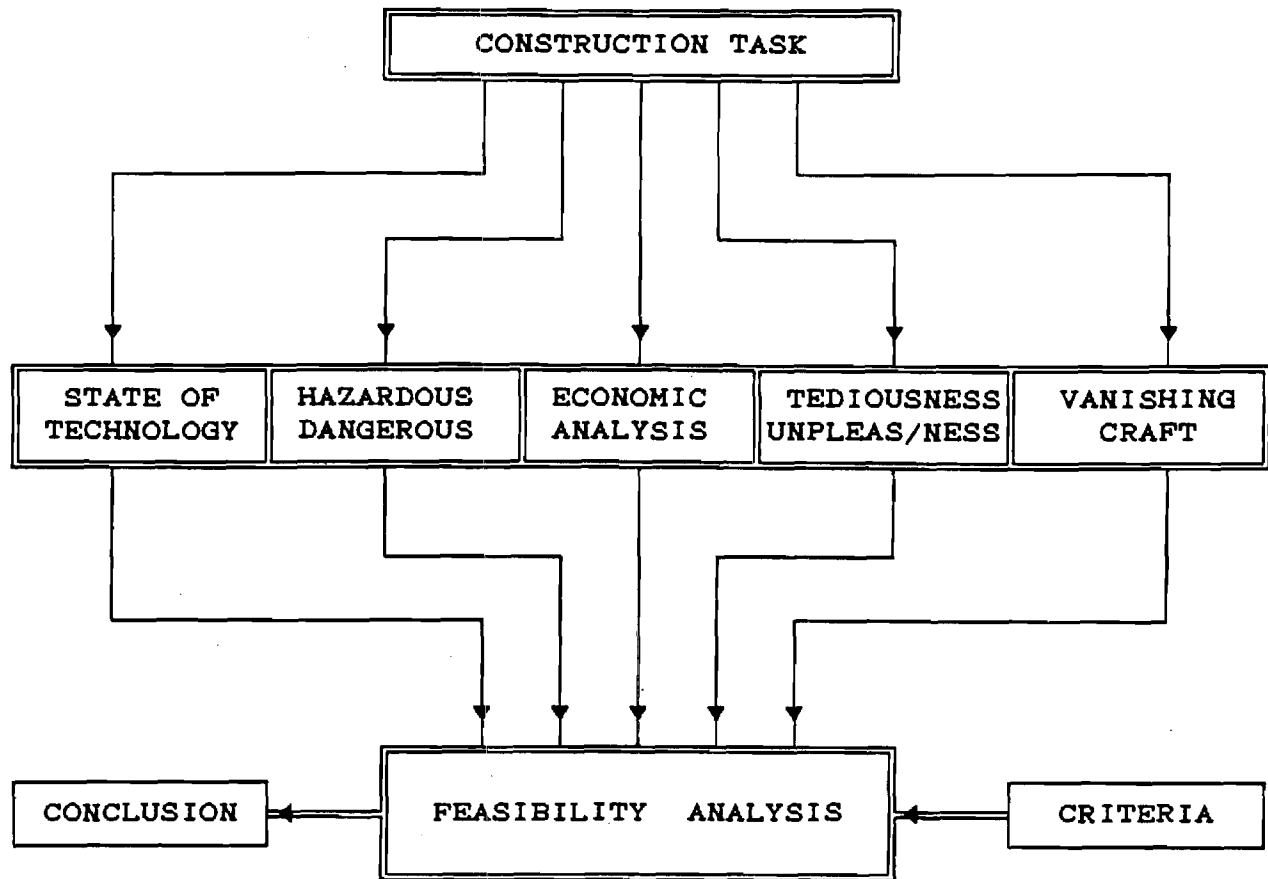 CONSTRUCTION TASK
STATE OF
TECHNOLOGY
HAZARDOUS
DANGEROUS
ECONOMIC
ANALYSIS
TEDIOUSNESS
UNPLEAS/NESS
VANISHING
CRAFT
CONCLUSION
FEASIBILITY ANALYSIS
CRITERIA